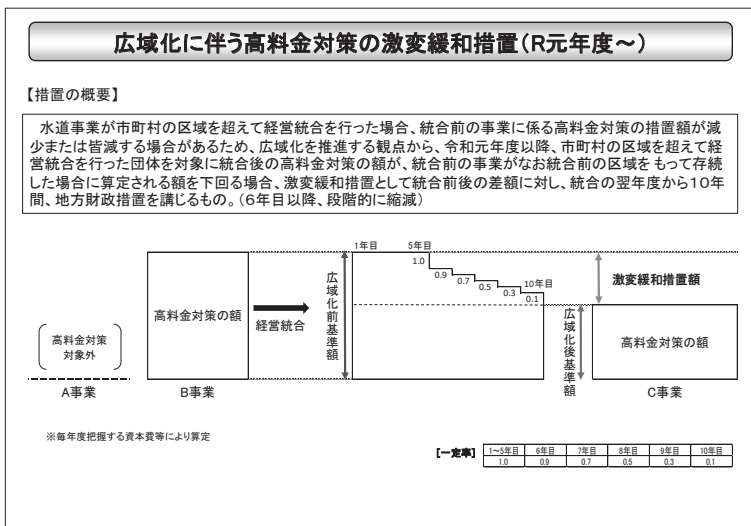 広域化に伴う高料金対策の激変緩和措置（R元年度～）
【措置の概要】
水道事業が市町村の区域を超えて経営統合を行った場合、統合前の事業に係る高料金対策の措置額が減
少または皆減する場合があるため、広域化を推進する観点から、令和元年度以降、市町村の区域を超えて経
営統合を行った団体を対象に統合後の高料金対策の額が、統合前の事業がなお統合前の区域をもって存続
した場合に算定される額を下回る場合、激変緩和措置として統合前後の差額に対し、統合の翌年度から１０年
間、地方財政措置を講じるもの。（６年目以降、段階的に縮減）
1年目
5年目
1.0
0.9
0.7
0.5
0.3
10年目
0.1
高料金対策
対象外
A事業
高料金対策の額
B事業
経営統合
広域化前基準額
広域化後基準額
激変緩和措置額
高料金対策の額
C事業
※毎年度把握する資本費等により算定
【一定率】
1～5年目 6年目 7年目 8年目 9年目 10年目
1.0 0.9 0.7 0.5 0.3 0.1